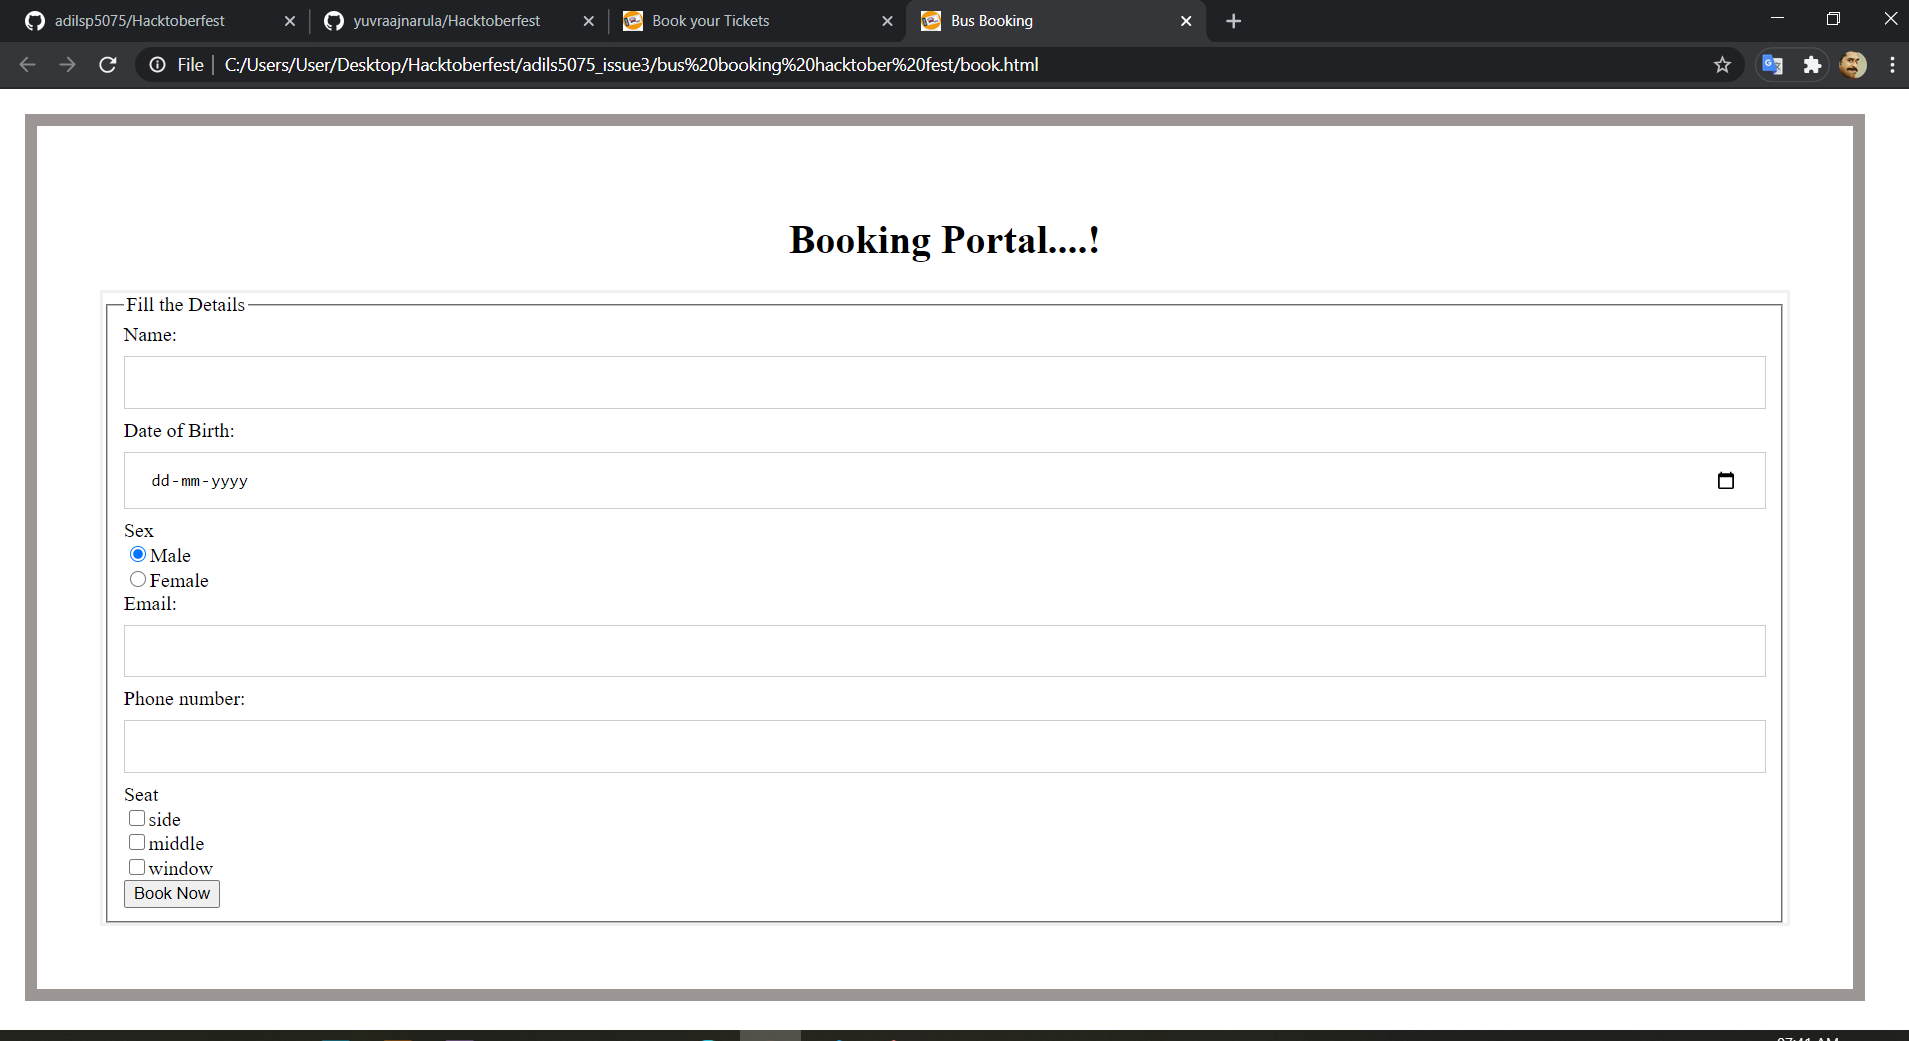 adilsp5075/Hacktoberfest
yuvraajnarula/Hacktoberfest
Book your Tickets
Bus Booking
File
C:/Users/User/Desktop/Hacktoberfest/adils5075_issue3/bus%20booking%20hacktober%20fest/book.html
Booking Portal....!
Fill the Details
Name:
Date of Birth:
dd-mm-yyyy
Sex
Male
Female
Email:
Phone number:
Seat
side
middle
window
Book Now